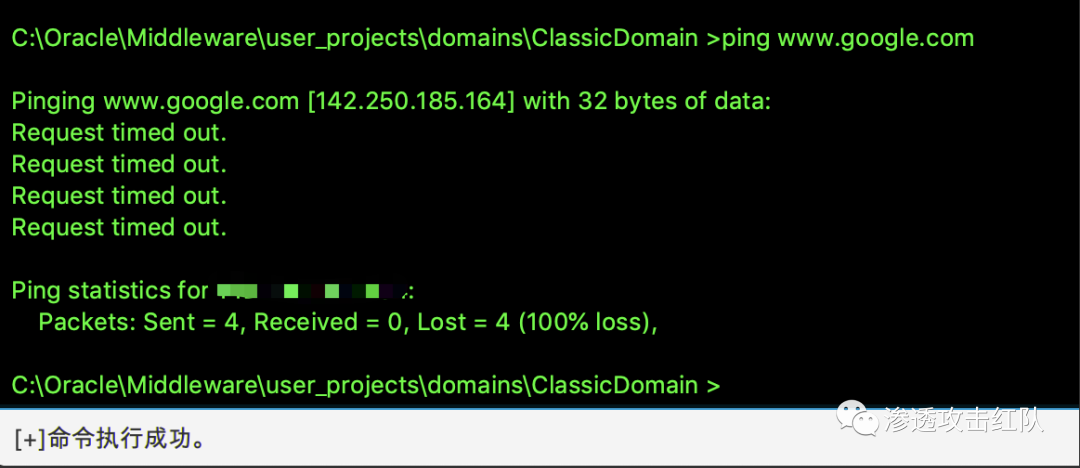 C:\Oracle\Middleware\user_projects\domains\ClassicDomain >ping www.google.com
Pinging www.google.com [142.250.185.164] with 32 bytes of data:
Request timed out.
Request timed out.
Request timed out.
Request timed out.
Ping statistics for :
Packets: Sent = 4, Received = 0, Lost = 4 (100% loss),
C:\Oracle\Middleware\user_projects\domains\ClassicDomain >
渗透攻击红队
[+]命令执行成功。